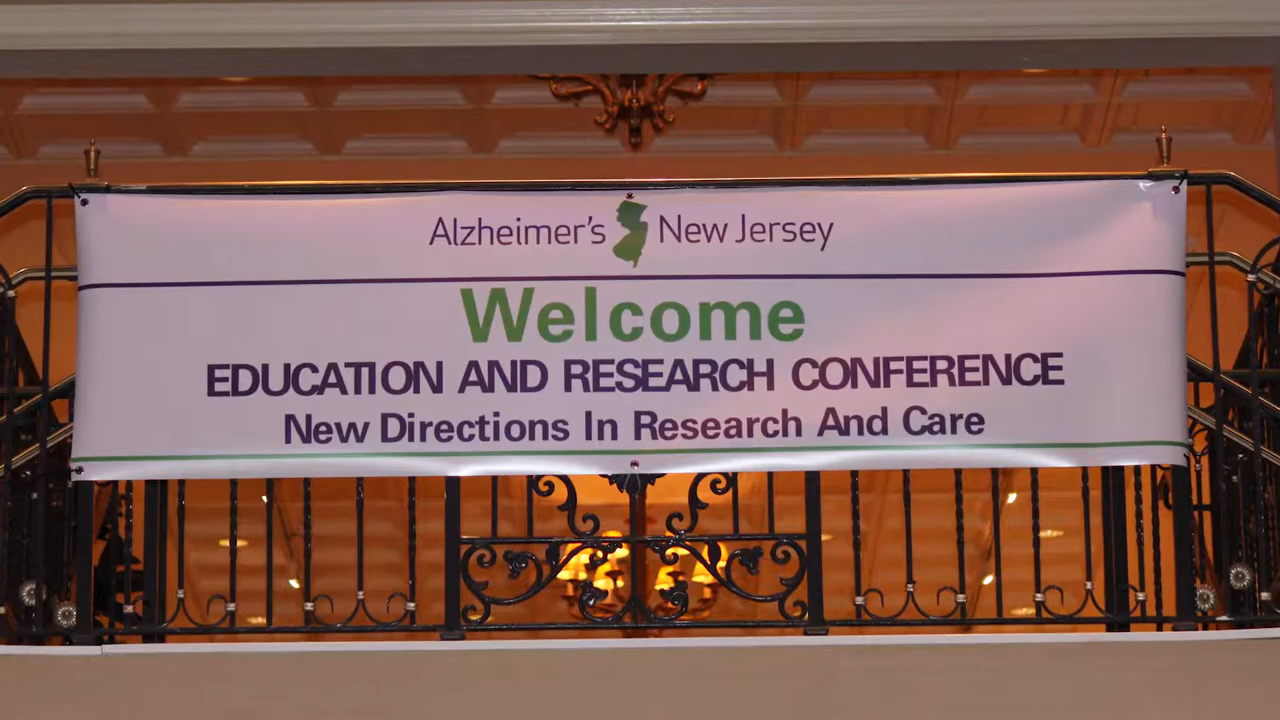 Alzheimer's New Jersey
Welcome
EDUCATION AND RESEARCH CONFERENCE
New Directions In Research And Care